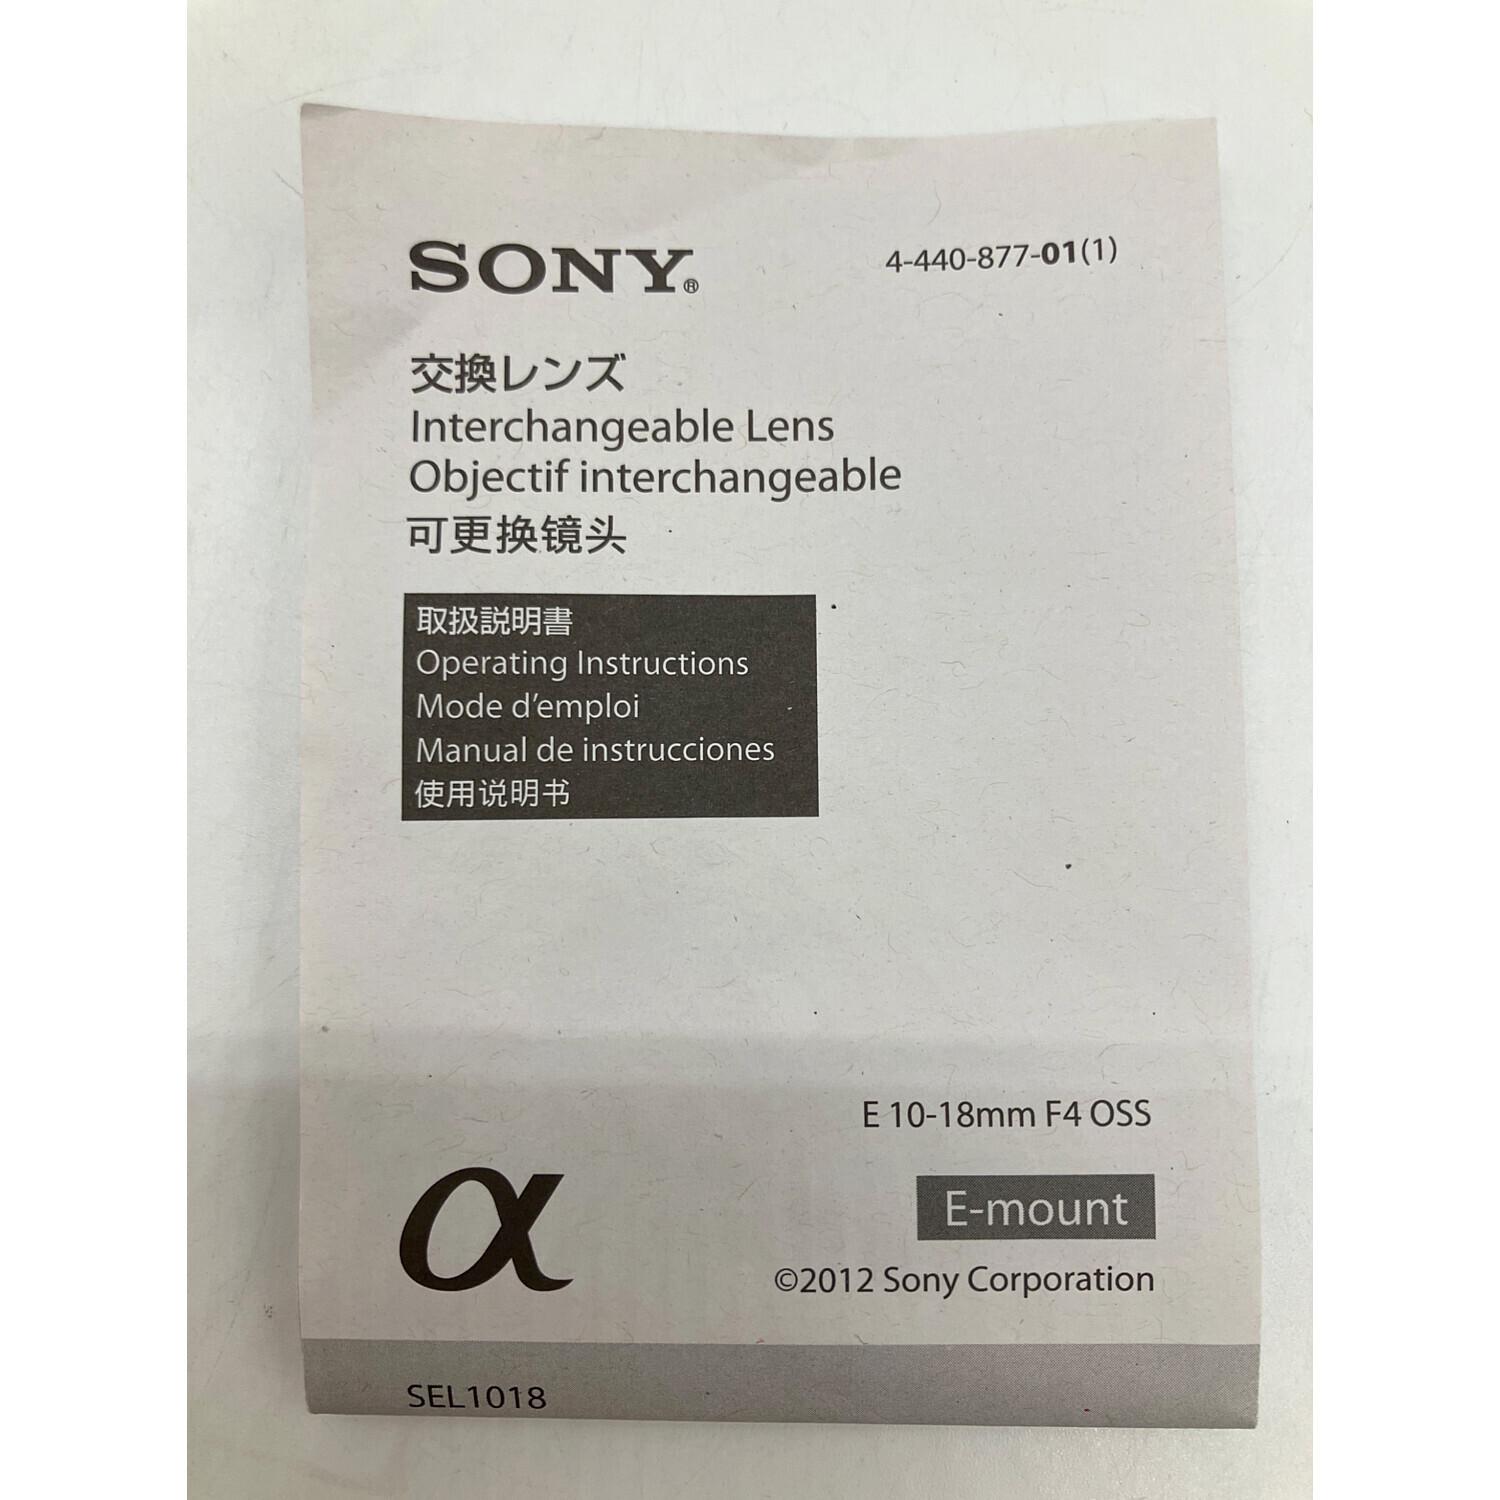 SONY®
4-440-877-01(1)
交換レンズ
Interchangeable Lens
Objectif interchangeable
可更换镜头
取扱説明書
Operating Instructions
Mode d'emploi
Manual de instrucciones
使用说明书
E 10-18mm F4 OSS
α
E-mount
©2012 Sony Corporation
SEL1018